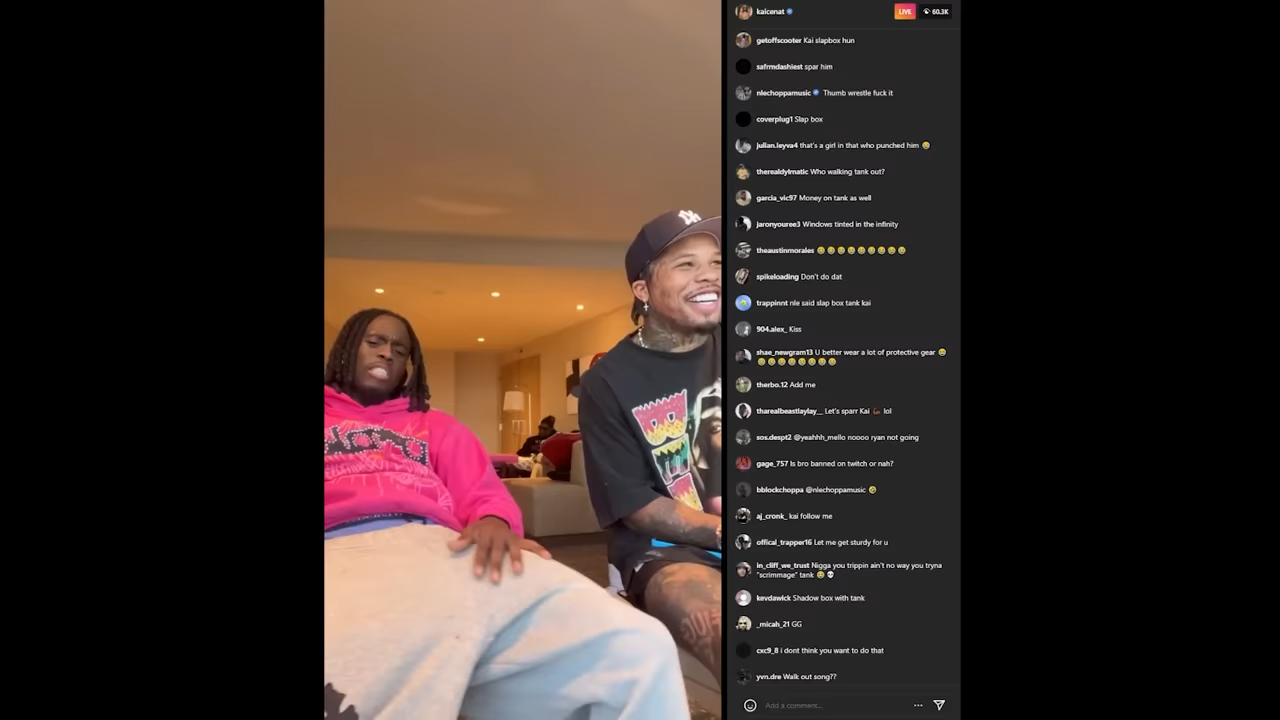 kaicenat
LIVE
60.3K
getoffscooter Kai slapbox hun
safrmdashiest spar him
nlechoppamusic Thumb wrestle fuck it
coverplug1 Slap box
julian.leyva4 that's a girl in that who punched him 😂
therealdylmatic Who walking tank out?
garcia_vic97 Money on tank as well
jaronyouree3 Windows tinted in the infinity
theaustinmorales 😂😂😂😂😂😂😂😂😂
spikeloading Don't do dat
trappinnt nle said slap box tank kai
904.alex_ Kiss
shae_newgram13 U better wear a lot of protective gear 😂
😂😂😂😂😂😂😂😂
therbo.12 Add me
tharealbeastlaylay__ Let's sparr Kai 💪🏾 lol
sos.despt2 @yeahhh_mello noooo ryan not going
gage_757 Is bro banned on twitch or nah?
bblockchoppa @nlechoppamusic 🤣
aj_cronk_ kai follow me
offical_trapper16 Let me get sturdy for u
in_cliff_we_trust Nigga you trippin ain't no way you tryna
"scrimmage" tank 😂💀
kevdawick Shadow box with tank
_micah_21 GG
cxc9_8 i dont think you want to do that
yvn.dre Walk out song??
Add a comment...